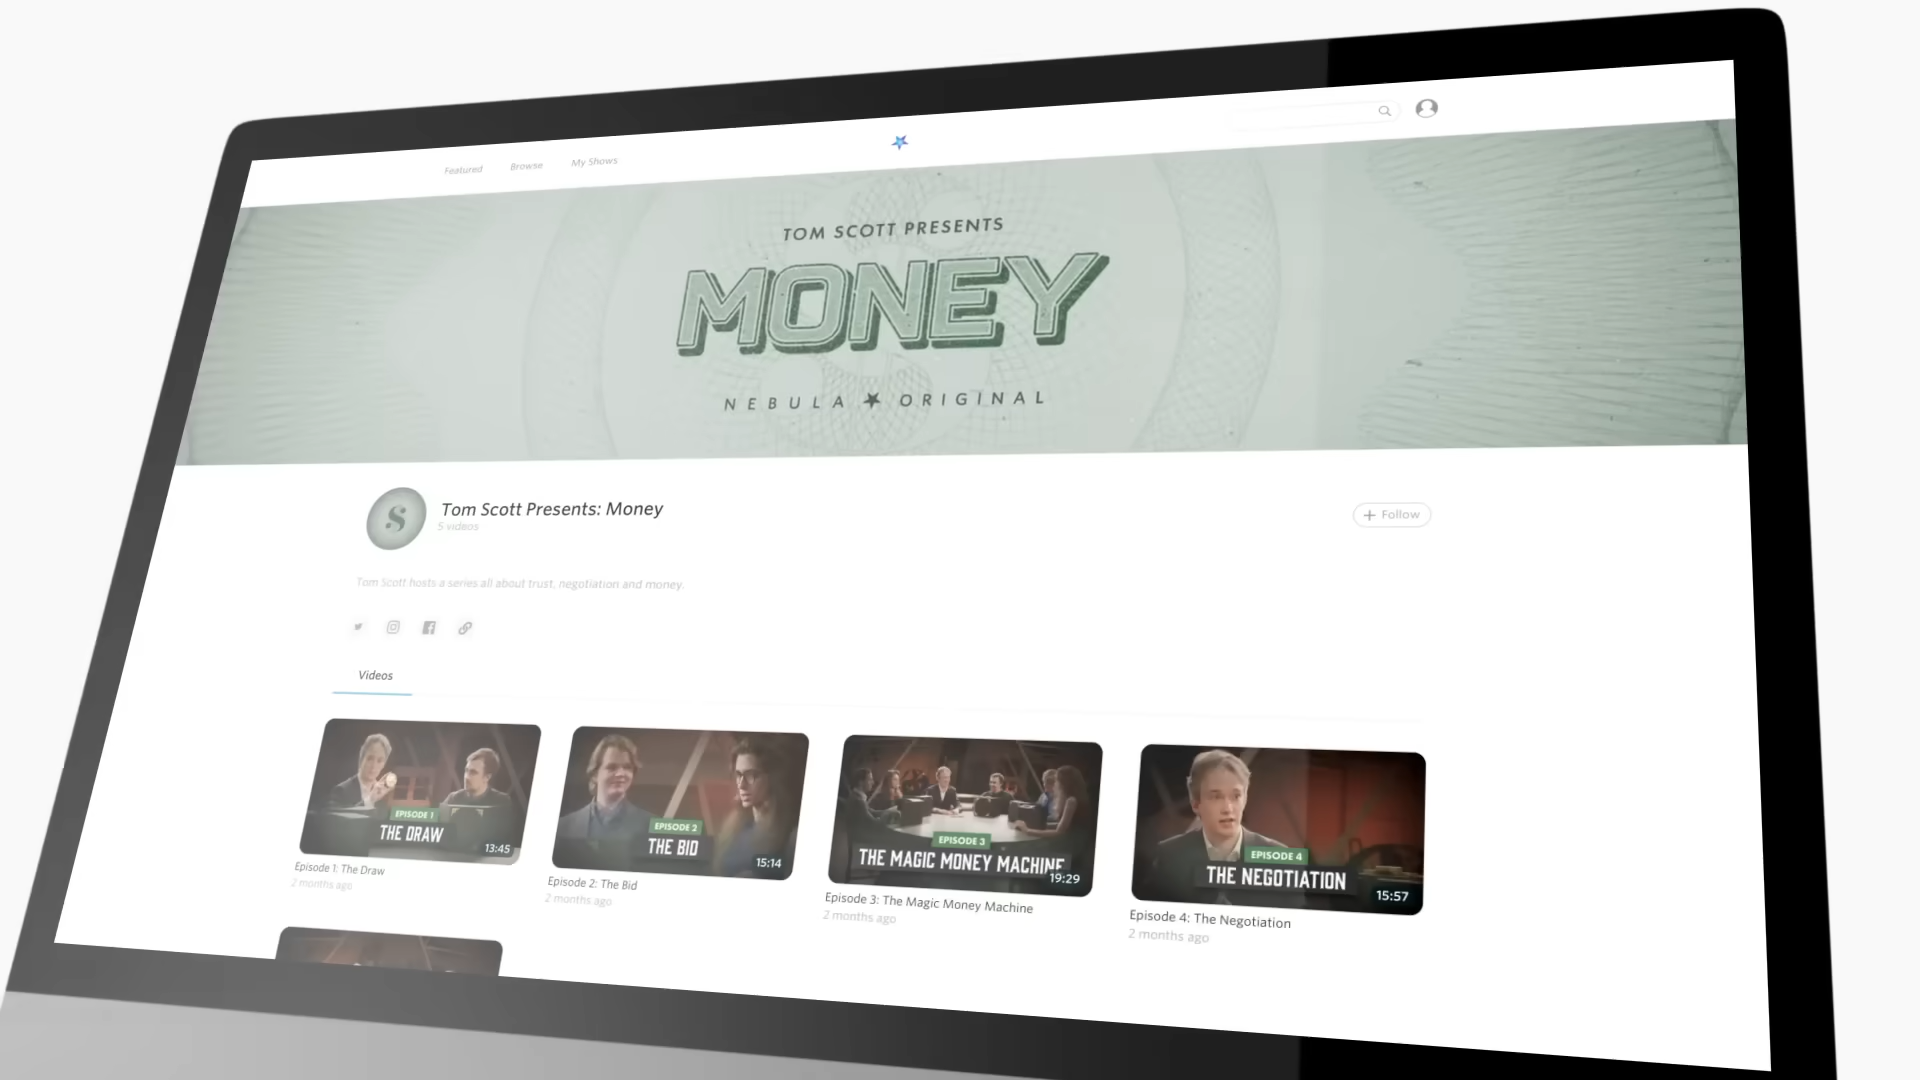 Featured Browse My Shows
TOM SCOTT PRESENTS
MONEY
NEBULA ORIGINAL
Tom Scott Presents: Money
5 videos
+ Follow
Tom Scott hosts a series all about trust, negotiation and money.
Videos
EPISODE 1
THE DRAW
13:45
Episode 1: The Draw
2 months ago
EPISODE 2
THE BID
15:14
Episode 2: The Bid
2 months ago
EPISODE 3
THE MAGIC MONEY MACHINE
19:29
Episode 3: The Magic Money Machine
2 months ago
EPISODE 4
THE NEGOTIATION
15:57
Episode 4: The Negotiation
2 months ago